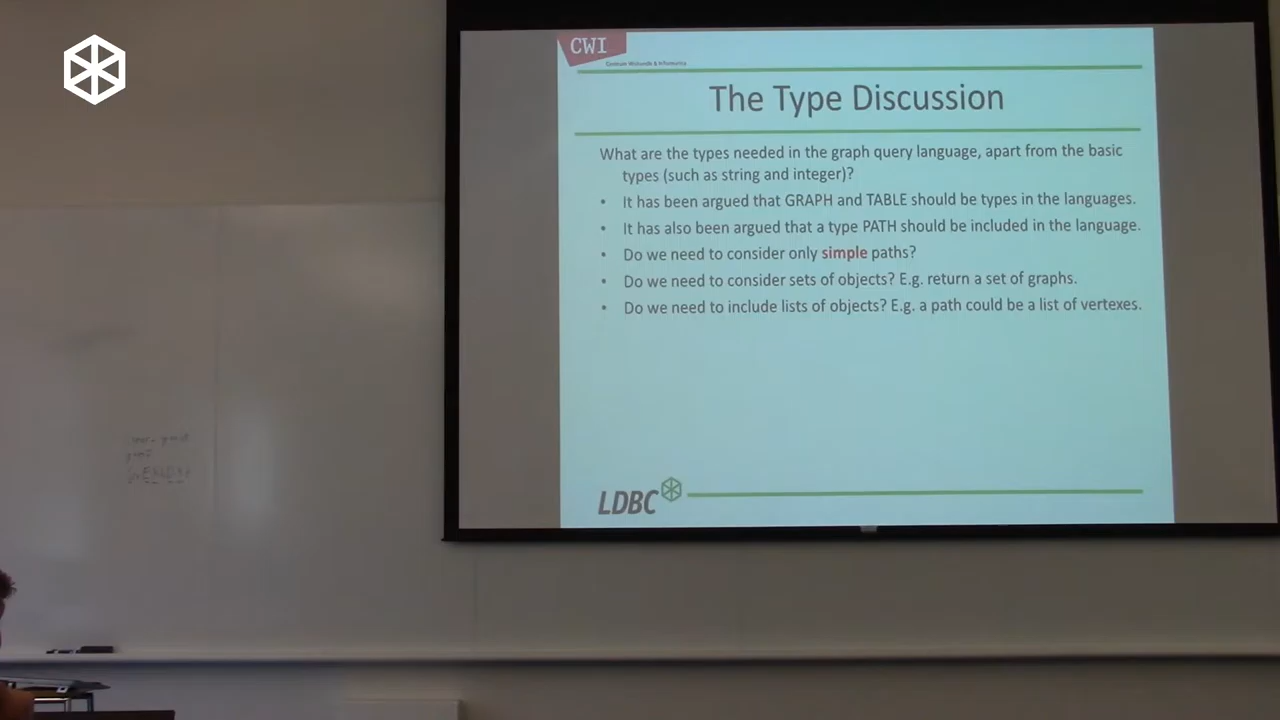 CWI
Centrum Wiskunde & Informatica
The Type Discussion
What are the types needed in the graph query language, apart from the basic
types (such as string and integer)?
• It has been argued that GRAPH and TABLE should be types in the languages.
• It has also been argued that a type PATH should be included in the language.
• Do we need to consider only simple paths?
• Do we need to consider sets of objects? E.g. return a set of graphs.
• Do we need to include lists of objects? E.g. a path could be a list of vertexes.
LDBC